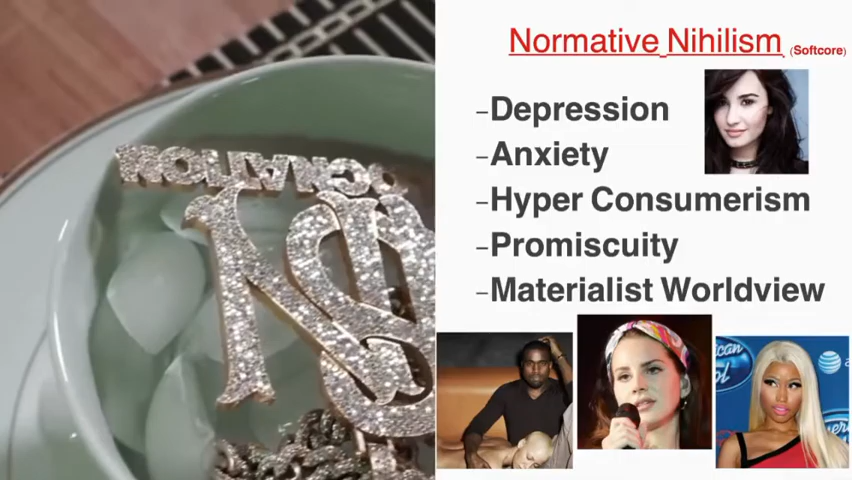 Normative Nihilism (Softcore)
-Depression
-Anxiety
-Hyper Consumerism
-Promiscuity
-Materialist Worldview